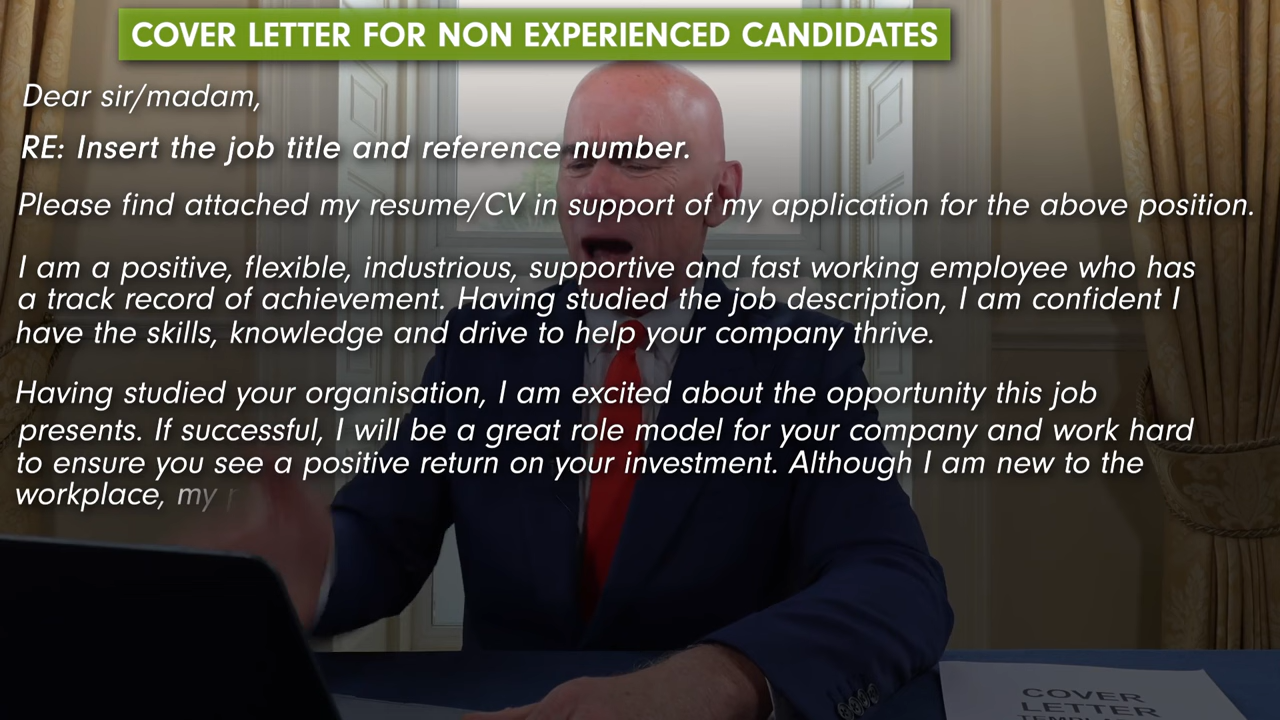 COVER LETTER FOR NON EXPERIENCED CANDIDATES
Dear sir/madam,
RE: Insert the job title and reference number.
Please find attached my resume/CV in support of my application for the above position.
I am a positive, flexible, industrious, supportive and fast working employee who has
a track record of achievement. Having studied the job description, I am confident I
have the skills, knowledge and drive to help your company thrive.
Having studied your organisation, I am excited about the opportunity this job
presents. If successful, I will be a great role model for your company and work hard
to ensure you see a positive return on your investment. Although I am new to the
workplace, my
COVER
LETTER